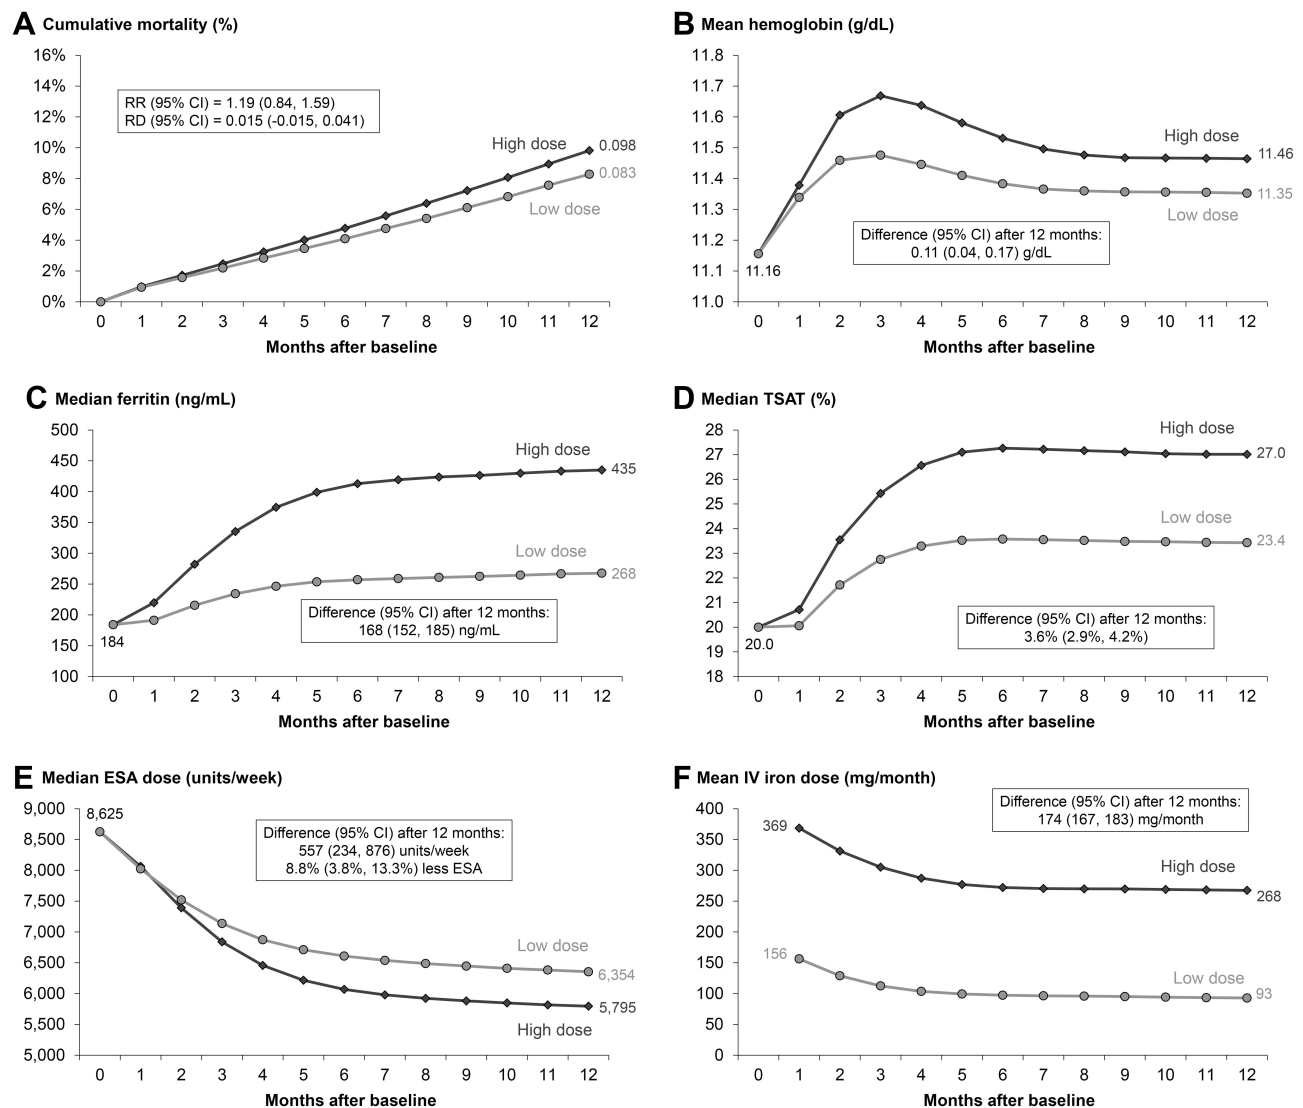 A Cumulative mortality (%)
16%
14%
12%
10%
8%
6%
4%
2%
0%
RR (95% CI) = 1.19 (0.84, 1.59)
RD (95% CI) = 0.015 (-0.015, 0.041)
High dose
0.098
0.083
Low dose
0 1 2 3 4 5 6 7 8 9 10 11 12
Months after baseline
B Mean hemoglobin (g/dL)
11.8
11.7
11.6
11.5
11.4
11.3
11.2
11.1
11.0
High dose
11.46
11.35
Low dose
Difference (95% CI) after 12 months:
0.11 (0.04, 0.17) g/dL
11.16
0 1 2 3 4 5 6 7 8 9 10 11 12
Months after baseline
C Median ferritin (ng/mL)
500
450
400
350
300
250
200
150
100
High dose
435
Low dose
268
Difference (95% CI) after 12 months:
168 (152, 185) ng/mL
184
0 1 2 3 4 5 6 7 8 9 10 11 12
Months after baseline
D Median TSAT (%)
28
27
26
25
24
23
22
21
20
19
18
High dose
27.0
Low dose
23.4
Difference (95% CI) after 12 months:
3.6% (2.9%, 4.2%)
20.0
0 1 2 3 4 5 6 7 8 9 10 11 12
Months after baseline
E Median ESA dose (units/week)
9,000
8,500
8,000
7,500
7,000
6,500
6,000
5,500
5,000
8,625
Difference (95% CI) after 12 months:
557 (234, 876) units/week
8.8% (3.8%, 13.3%) less ESA
Low dose
6,354
5,795
High dose
0 1 2 3 4 5 6 7 8 9 10 11 12
Months after baseline
F Mean IV iron dose (mg/month)
400
350
300
250
200
150
100
50
0
Difference (95% CI) after 12 months:
174 (167, 183) mg/month
369
High dose
268
156
Low dose
93
0 1 2 3 4 5 6 7 8 9 10 11 12
Months after baseline